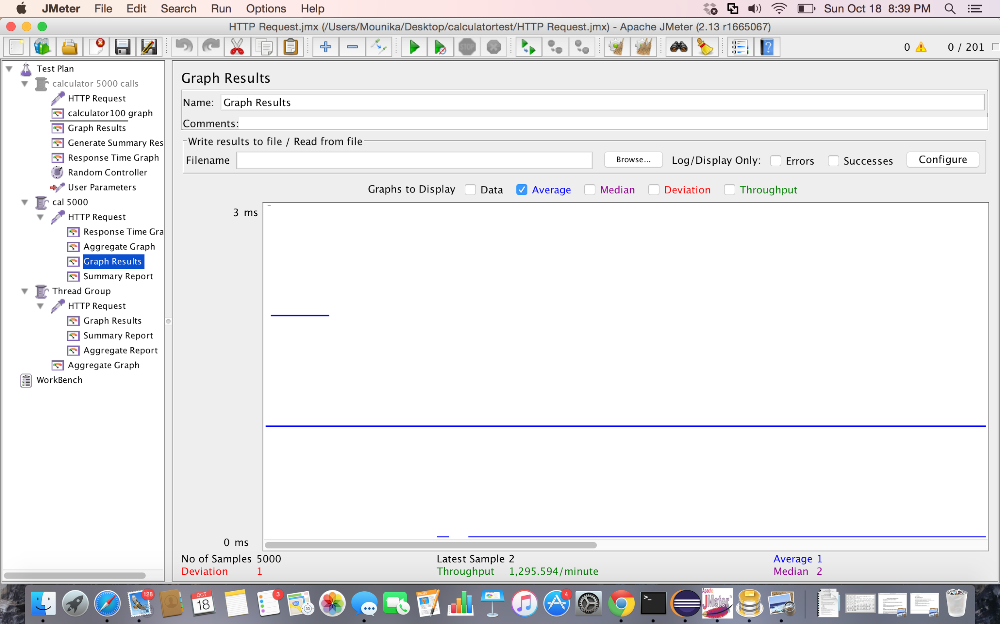 JMeter File Edit Search Run Options Help Sun Oct 18 8:39 PM
HTTP Request.jmx (/Users/Mounika/Desktop/calculatortest/HTTP Request.jmx) - Apache JMeter (2.13 r1665067)
STOP ? 0 0 / 201
Test Plan
calculator 5000 calls
HTTP Request
calculator100 graph
Graph Results
Generate Summary Res
Response Time Graph
Random Controller
User Parameters
cal 5000
HTTP Request
Response Time Gra
Aggregate Graph
Graph Results
Summary Report
Thread Group
HTTP Request
Graph Results
Summary Report
Aggregate Report
Aggregate Graph
WorkBench
Graph Results
Name: Graph Results
Comments:
Write results to file / Read from file
Filename Browse... Log/Display Only: Errors Successes Configure
Graphs to Display Data Average Median Deviation Throughput
3 ms
0 ms
No of Samples 5000 Latest Sample 2 Average 1
Deviation 1 Throughput 1,295.594/minute Median 2
128
OCT
18
3
280
3D
PAGES
4
>_
Apache
JMeter